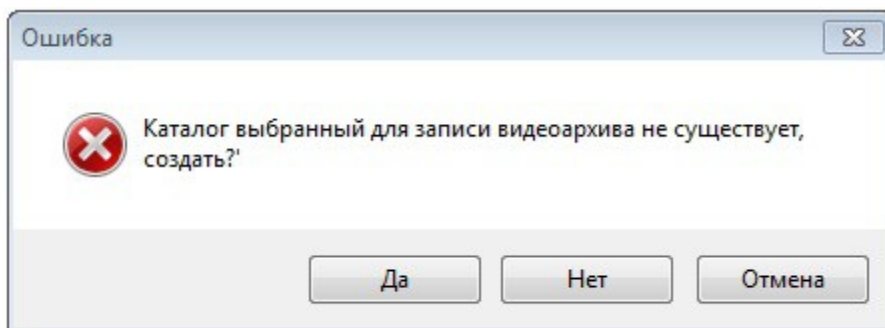 Ошибка
Каталог выбранный для записи видеоархива не существует,
создать?'
Да Нет Отмена